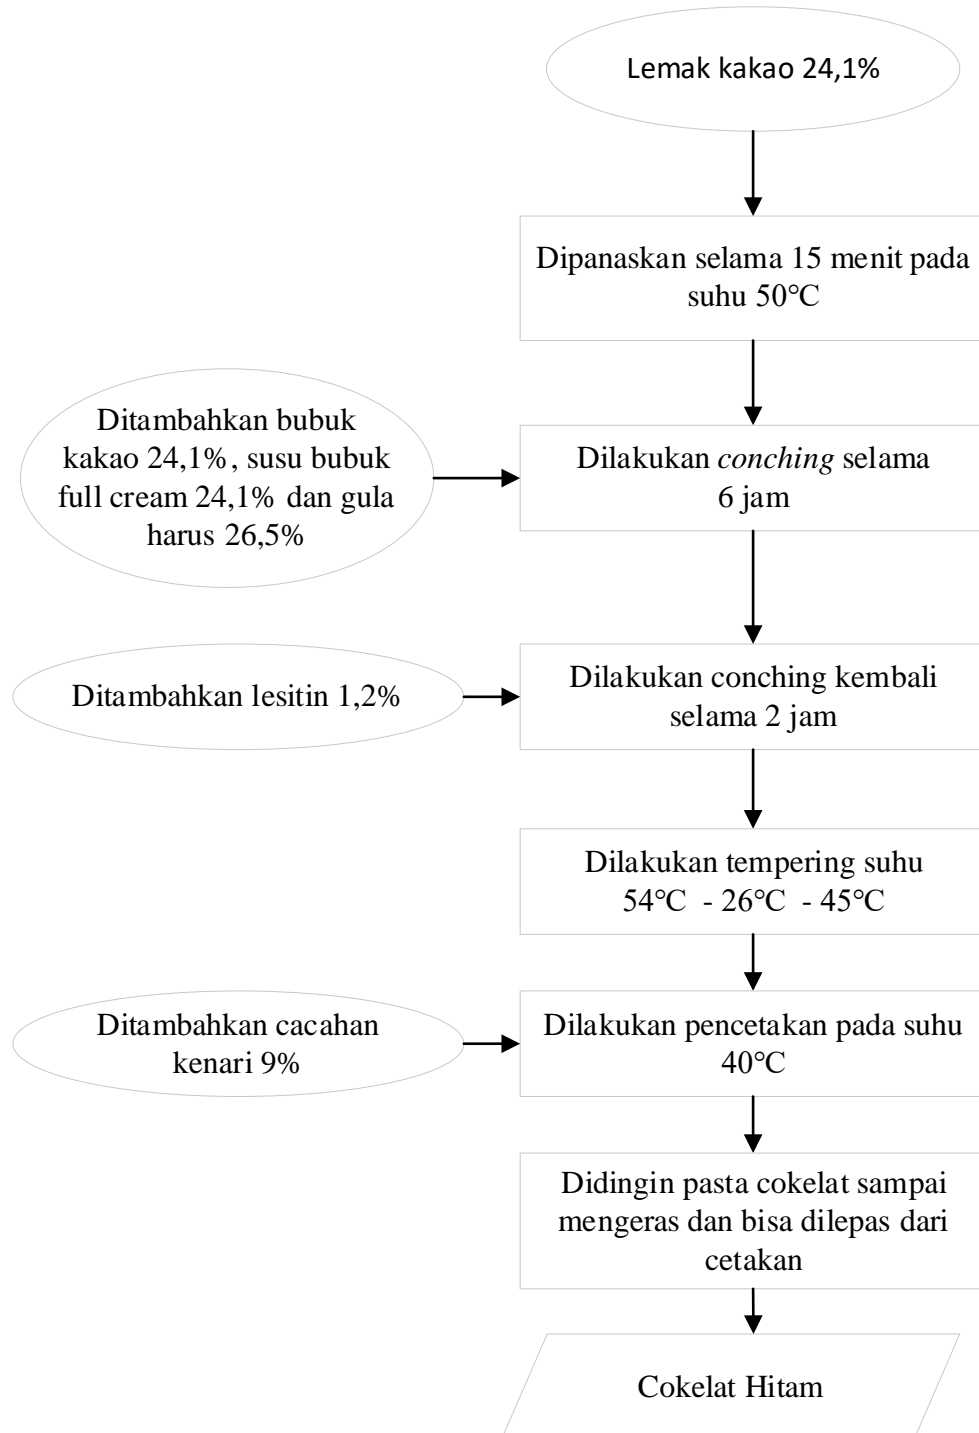 Lemak kakao 24,1%
Dipanaskan selama 15 menit pada
suhu 50°C
Ditambahkan bubuk
kakao 24,1%, susu bubuk
full cream 24,1% dan gula
harus 26,5%
Dilakukan conching selama
6 jam
Ditambahkan lesitin 1,2%
Dilakukan conching kembali
selama 2 jam
Dilakukan tempering suhu
54°C - 26°C - 45°C
Ditambahkan cacahan
kenari 9%
Dilakukan pencetakan pada suhu
40°C
Didingin pasta cokelat sampai
mengeras dan bisa dilepas dari
cetakan
Cokelat Hitam